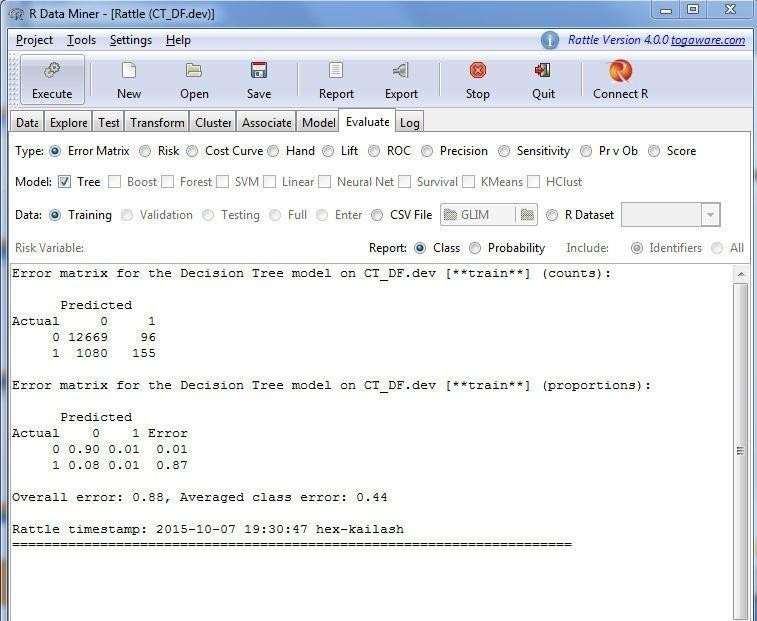 R Data Miner - [Rattle (CT_DF.dev)]
Project Tools Settings Help Rattle Version 4.0.0 togaware.com
Execute New Open Save Report Export Stop Quit Connect R
Data Explore Test Transform Cluster Associate Model Evaluate Log
Type: Error Matrix Risk Cost Curve Hand Lift ROC Precision Sensitivity Pr v Ob Score
Model: Tree Boost Forest SVM Linear Neural Net Survival KMeans HClust
Data: Training Validation Testing Full Enter CSV File GLIM R Dataset
Risk Variable: Report: Class Probability Include: Identifiers All
Error matrix for the Decision Tree model on CT_DF.dev [**train**] (counts):
Predicted
Actual 0 1
0 12669 96
1 1080 155
Error matrix for the Decision Tree model on CT_DF.dev [**train**] (proportions):
Predicted
Actual 0 1 Error
0 0.90 0.01 0.01
1 0.08 0.01 0.87
Overall error: 0.88, Averaged class error: 0.44
Rattle timestamp: 2015-10-07 19:30:47 hex-kailash
======================================================================